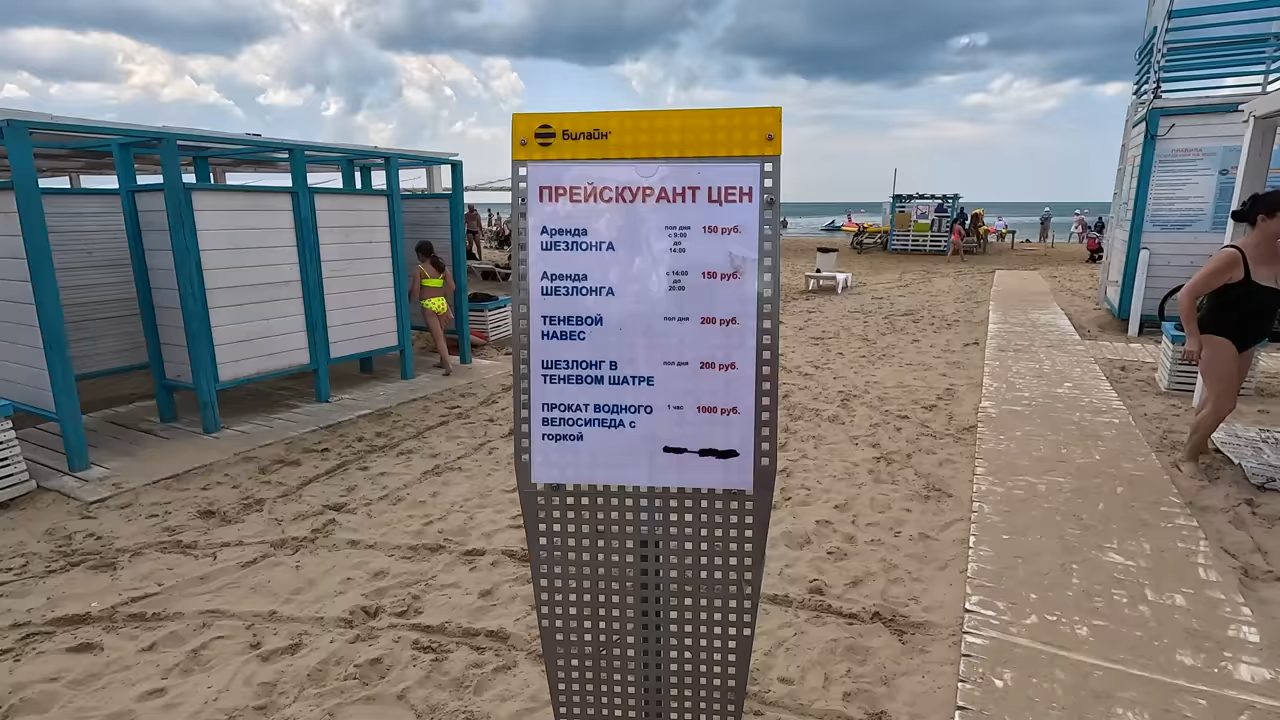 Билайн
ПРЕЙСКУРАНТ ЦЕН
Аренда ШЕЗЛОНГА пол дня с 9:00 до 14:00 150 руб.
Аренда ШЕЗЛОНГА с 14:00 до 20:00 150 руб.
ТЕНЕВОЙ НАВЕС пол дня 200 руб.
ШЕЗЛОНГ В ТЕНЕВОМ ШАТРЕ пол дня 200 руб.
ПРОКАТ ВОДНОГО ВЕЛОСИПЕДА с горкой 1 час 1000 руб.
ПРАВИЛА